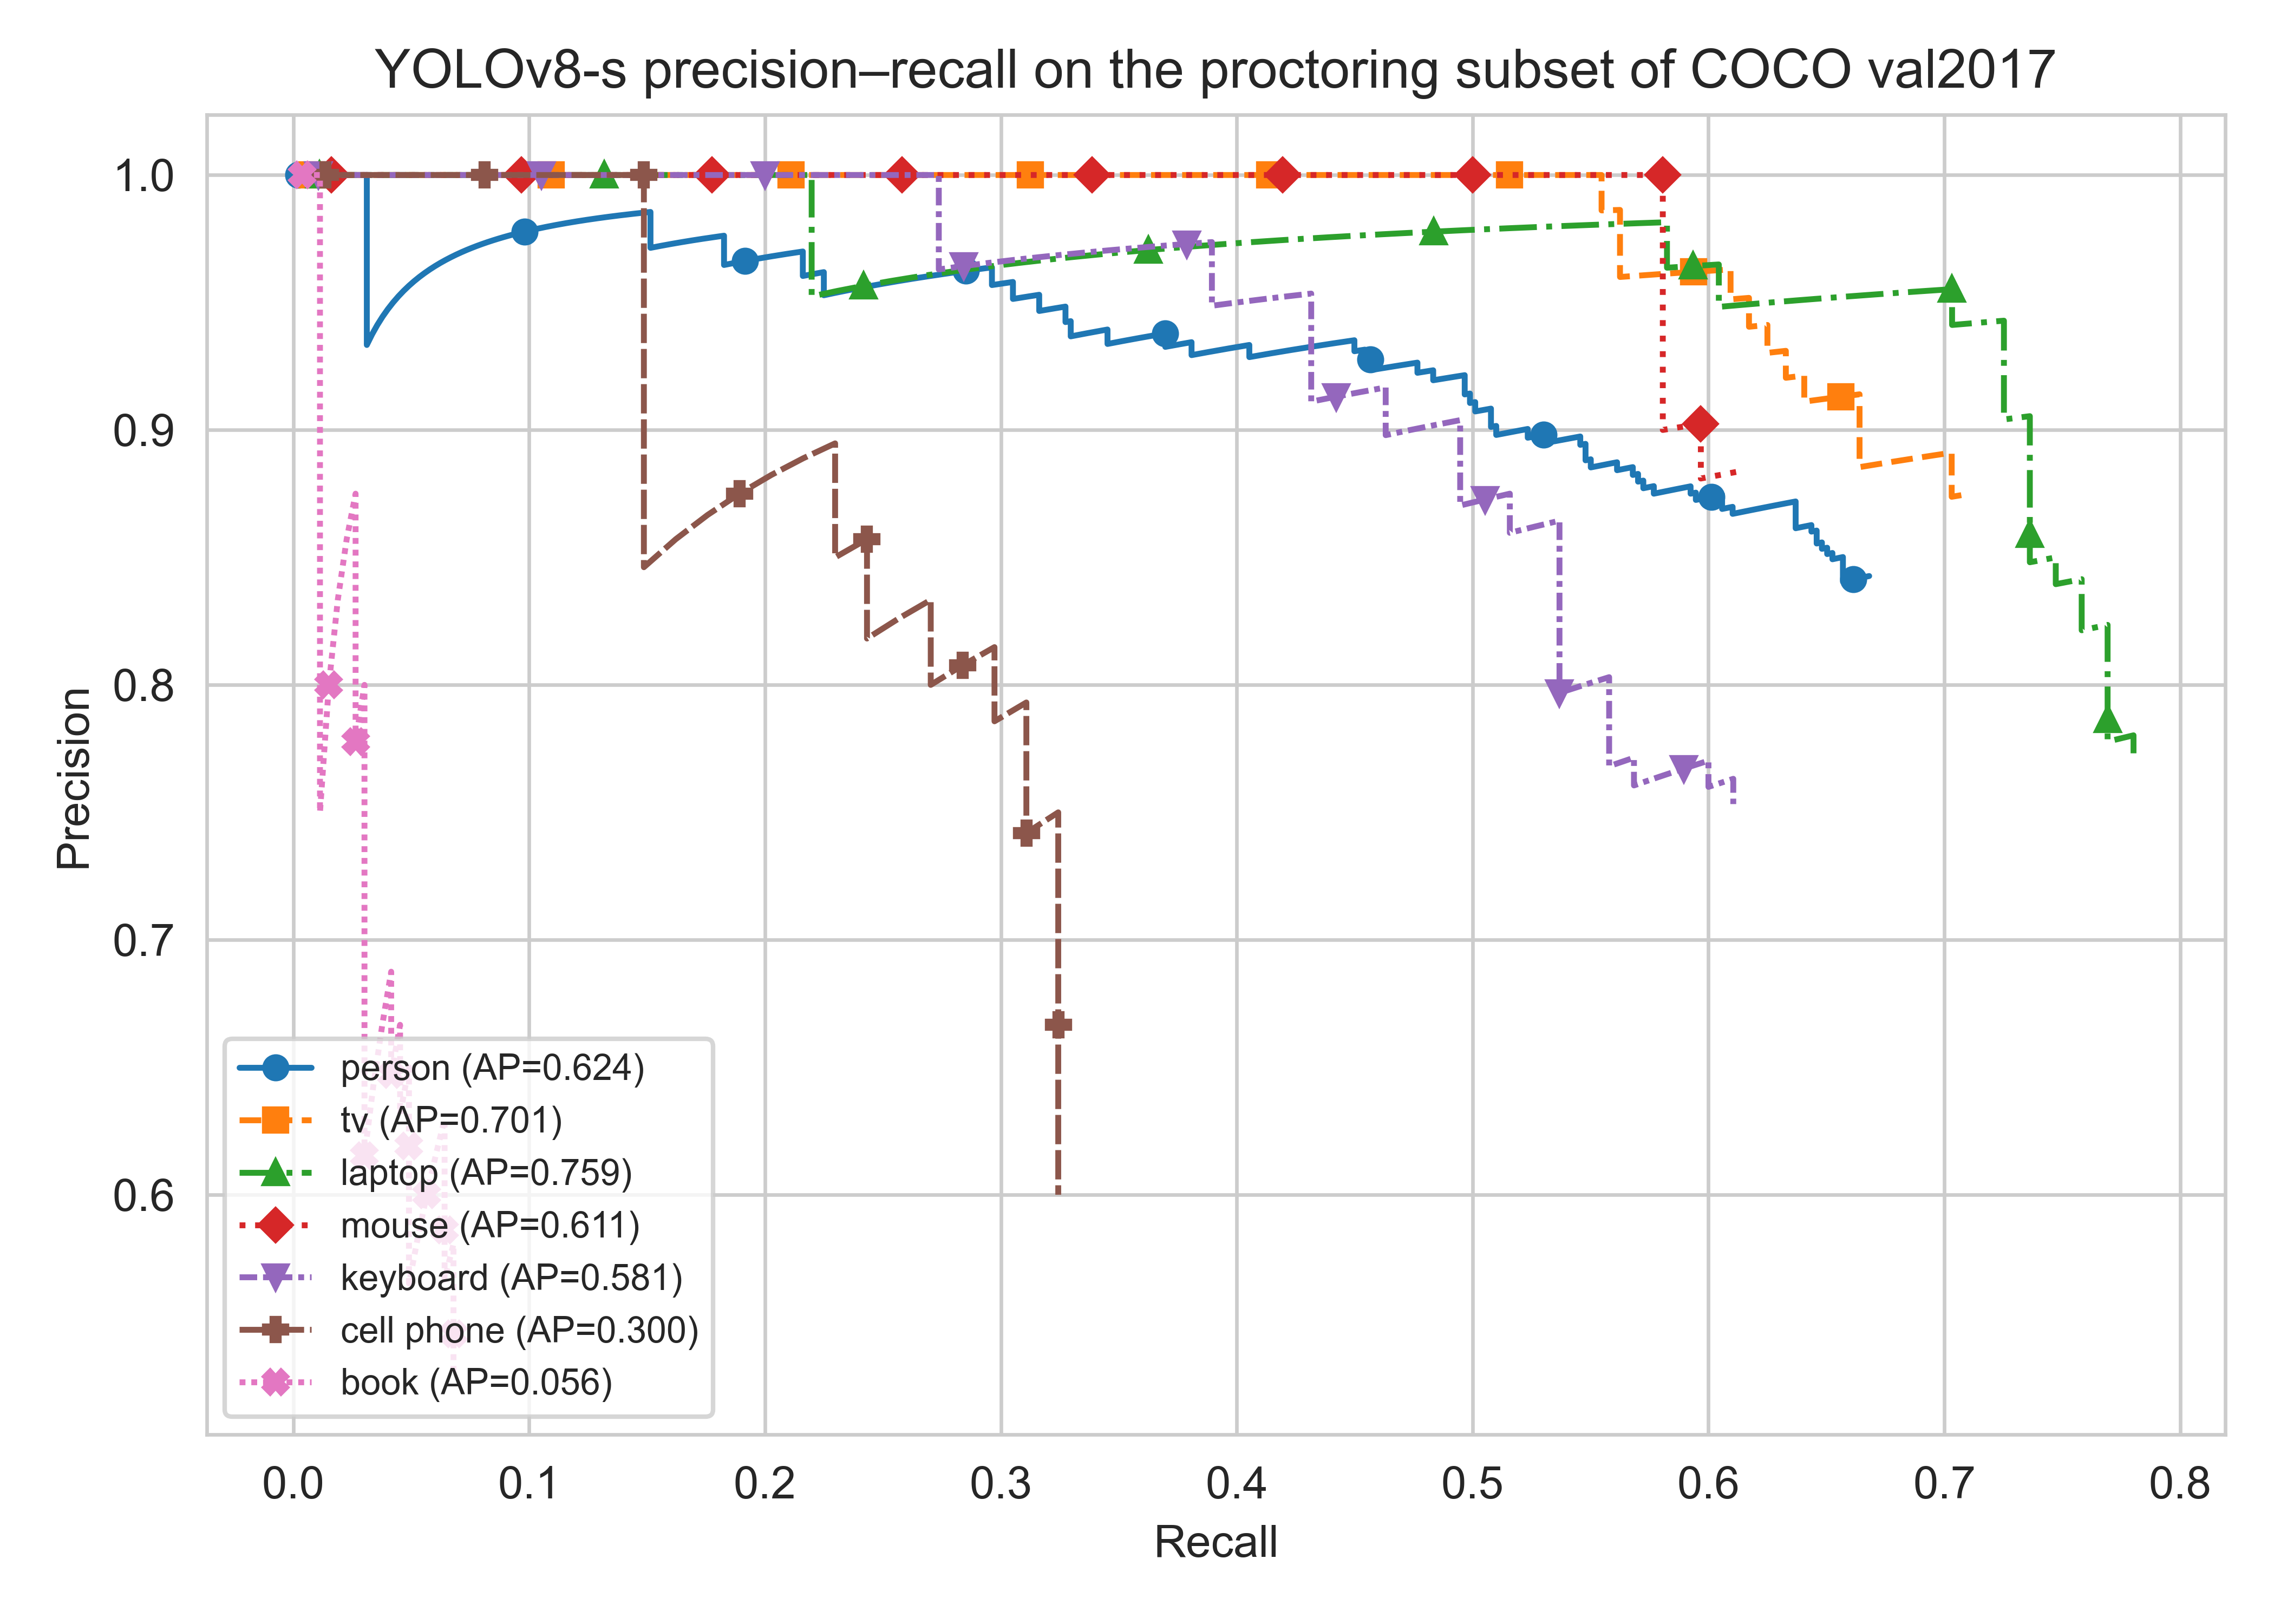 YOLOv8-s precision–recall on the proctoring subset of COCO val2017
1.0
0.9
0.8
0.7
0.6
Precision
person (AP=0.624)
tv (AP=0.701)
laptop (AP=0.759)
mouse (AP=0.611)
keyboard (AP=0.581)
cell phone (AP=0.300)
book (AP=0.056)
0.0 0.1 0.2 0.3 0.4 0.5 0.6 0.7 0.8
Recall